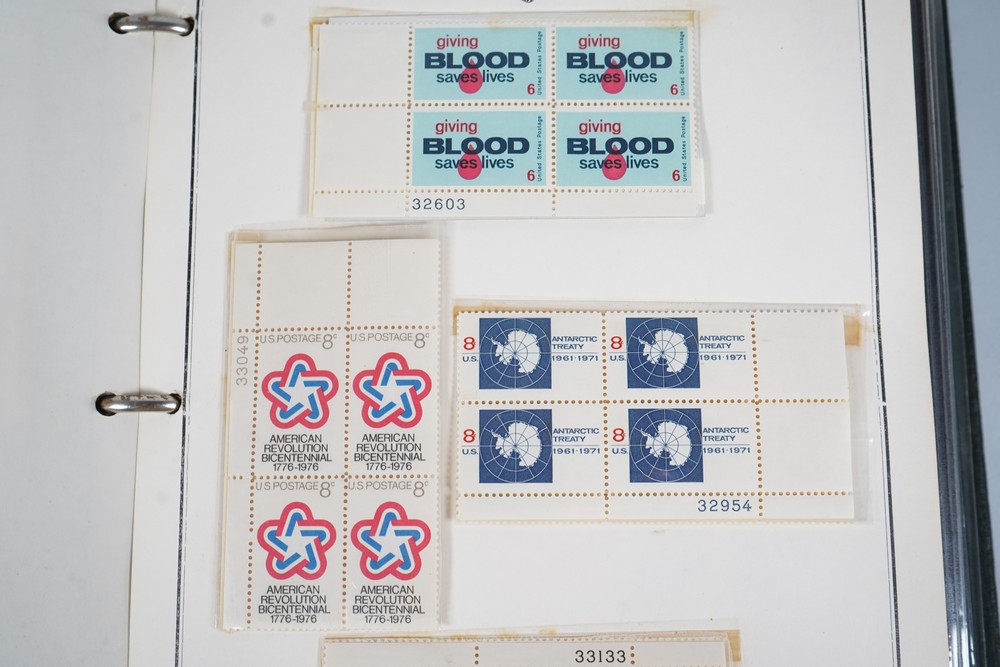 giving
BLOOD
saves lives
6
United States Postage
giving
BLOOD
saves lives
6
United States Postage
giving
BLOOD
saves lives
6
United States Postage
giving
BLOOD
saves lives
6
United States Postage
32603
33049
U.S. POSTAGE 8c
AMERICAN
REVOLUTION
BICENTENNIAL
1776-1976
U.S. POSTAGE 8c
AMERICAN
REVOLUTION
BICENTENNIAL
1776-1976
U.S. POSTAGE 8c
AMERICAN
REVOLUTION
BICENTENNIAL
1776-1976
U.S. POSTAGE 8c
AMERICAN
REVOLUTION
BICENTENNIAL
1776-1976
8
U.S.
ANTARCTIC
TREATY
1961-1971
8
U.S.
ANTARCTIC
TREATY
1961-1971
8
U.S.
ANTARCTIC
TREATY
1961-1971
8
U.S.
ANTARCTIC
TREATY
1961-1971
32954
33133